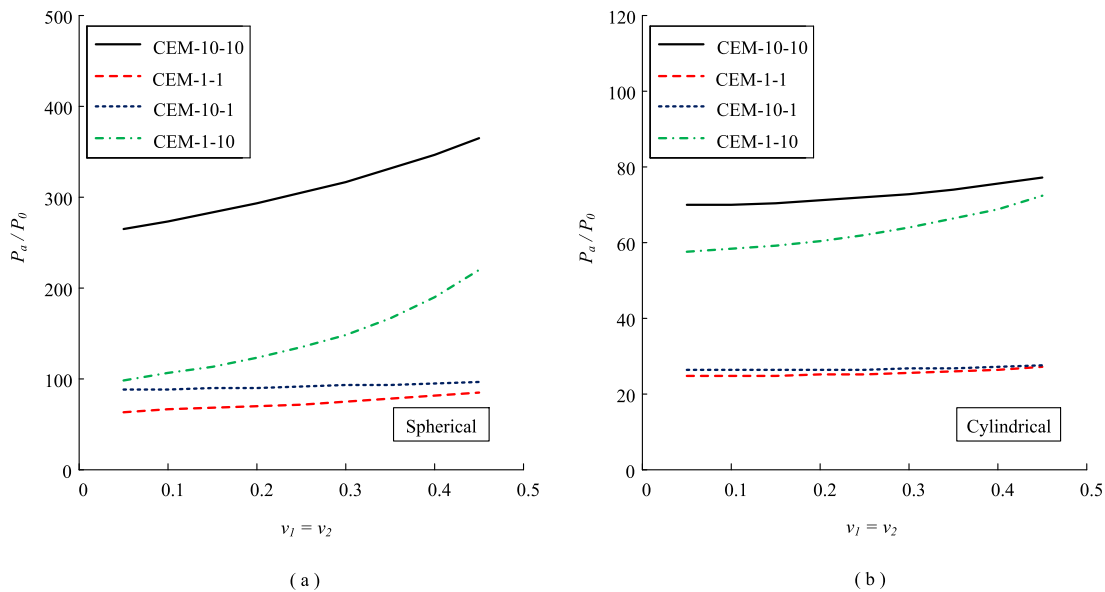 500
400
300
200
100
0
P_a / P_0
CEM-10-10
CEM-1-1
CEM-10-1
CEM-1-10
Spherical
0 0.1 0.2 0.3 0.4 0.5
v_1 = v_2
( a )
120
100
80
60
40
20
0
P_a / P_0
CEM-10-10
CEM-1-1
CEM-10-1
CEM-1-10
Cylindrical
0 0.1 0.2 0.3 0.4 0.5
v_1 = v_2
( b )